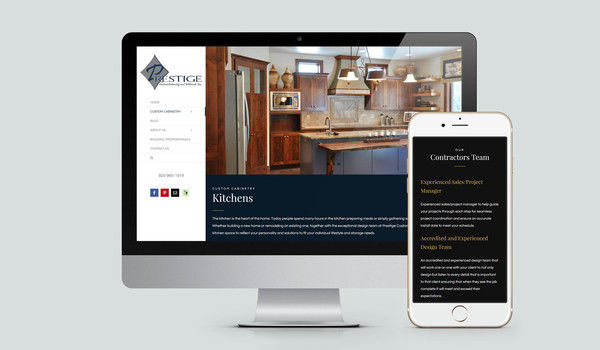 PRESTIGE
HOME
CUSTOM CABINETRY
BLOG
ABOUT US
BUILDING PROFESSIONALS
CONTACT US
920-965-1919
CUSTOM CABINETRY
Kitchens
The kitchen is the heart of the home. Today people spend many hours in the kitchen preparing meals or simply gathering w
Whether building a new home or remodeling an existing one, together with the exceptional design team at Prestige Custo
kitchen space to reflect your personality and solutions to fit your individual lifestyle and storage needs.
OUR
Contractors Team
Experienced Sales/Project
Manager
Experienced sales/project manager to help guide
your projects through each step for seamless
project coordination and ensure an accurate
install date to meet your schedule.
Accredited and Experienced
Design Team
An accredited and experienced design team that
will work one on one with your client to not only
design but listen to every detail that is important
to that client ensuring that when they see the job
complete it will meet and exceed their
expectations.